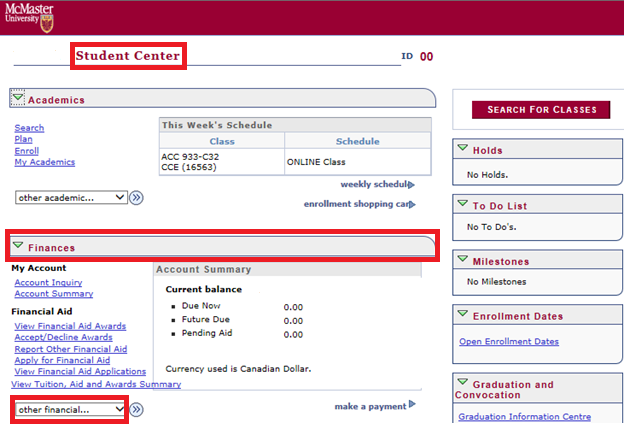 McMaster
University
Student Center
ID 00
Academics
Search
Plan
Enroll
My Academics
This Week's Schedule
Class Schedule
ACC 933-C32
CCE (16563)
ONLINE Class
weekly schedule
enrollment shopping cart
other academic...
Finances
My Account
Account Inquiry
Account Summary
Financial Aid
View Financial Aid Awards
Accept/Decline Awards
Report Other Financial Aid
Apply for Financial Aid
View Financial Aid Applications
View Tuition, Aid and Awards Summary
Account Summary
Current balance
Due Now 0.00
Future Due 0.00
Pending Aid 0.00
Currency used is Canadian Dollar.
other financial...
make a payment
SEARCH FOR CLASSES
Holds
No Holds.
To Do List
No To Do's.
Milestones
No Milestones
Enrollment Dates
Open Enrollment Dates
Graduation and
Convocation
Graduation Information Centre